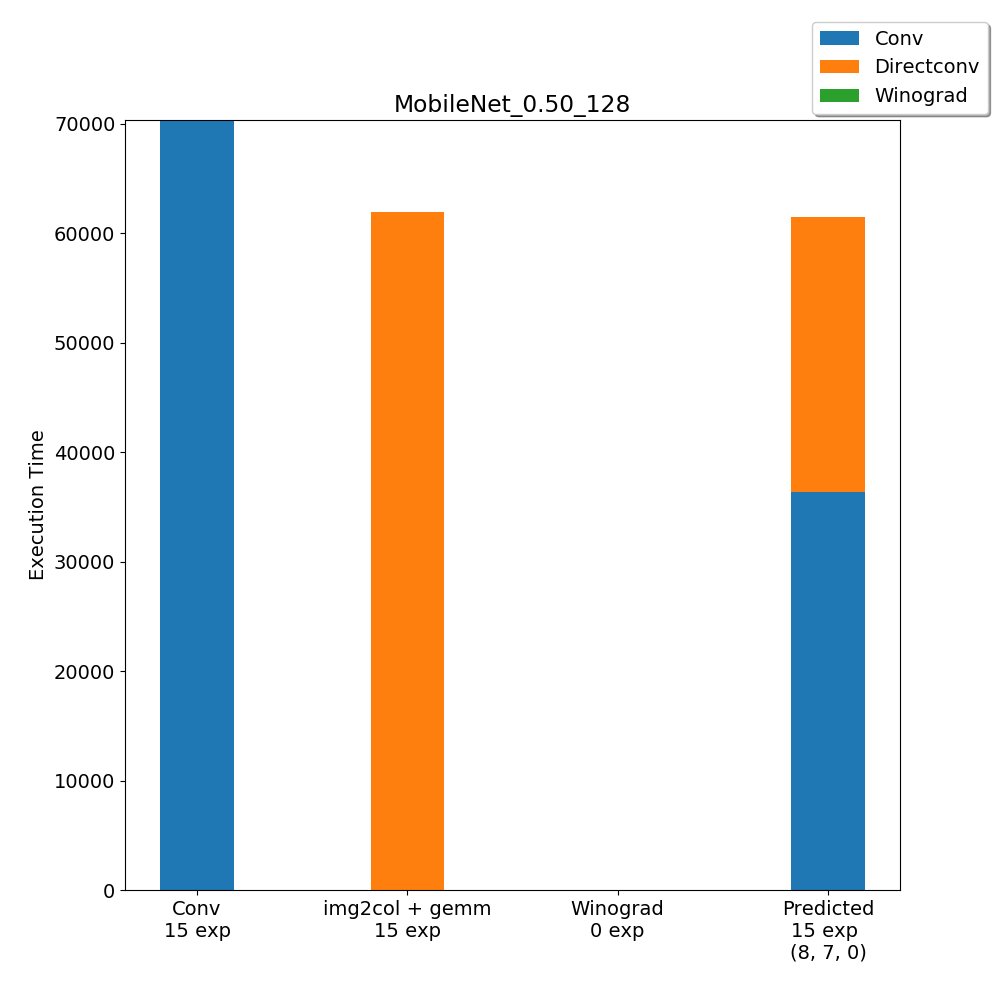 Conv
Directconv
Winograd
MobileNet_0.50_128
70000
60000
50000
40000
30000
20000
10000
0
Execution Time
Conv
15 exp
img2col + gemm
15 exp
Winograd
0 exp
Predicted
15 exp
(8, 7, 0)